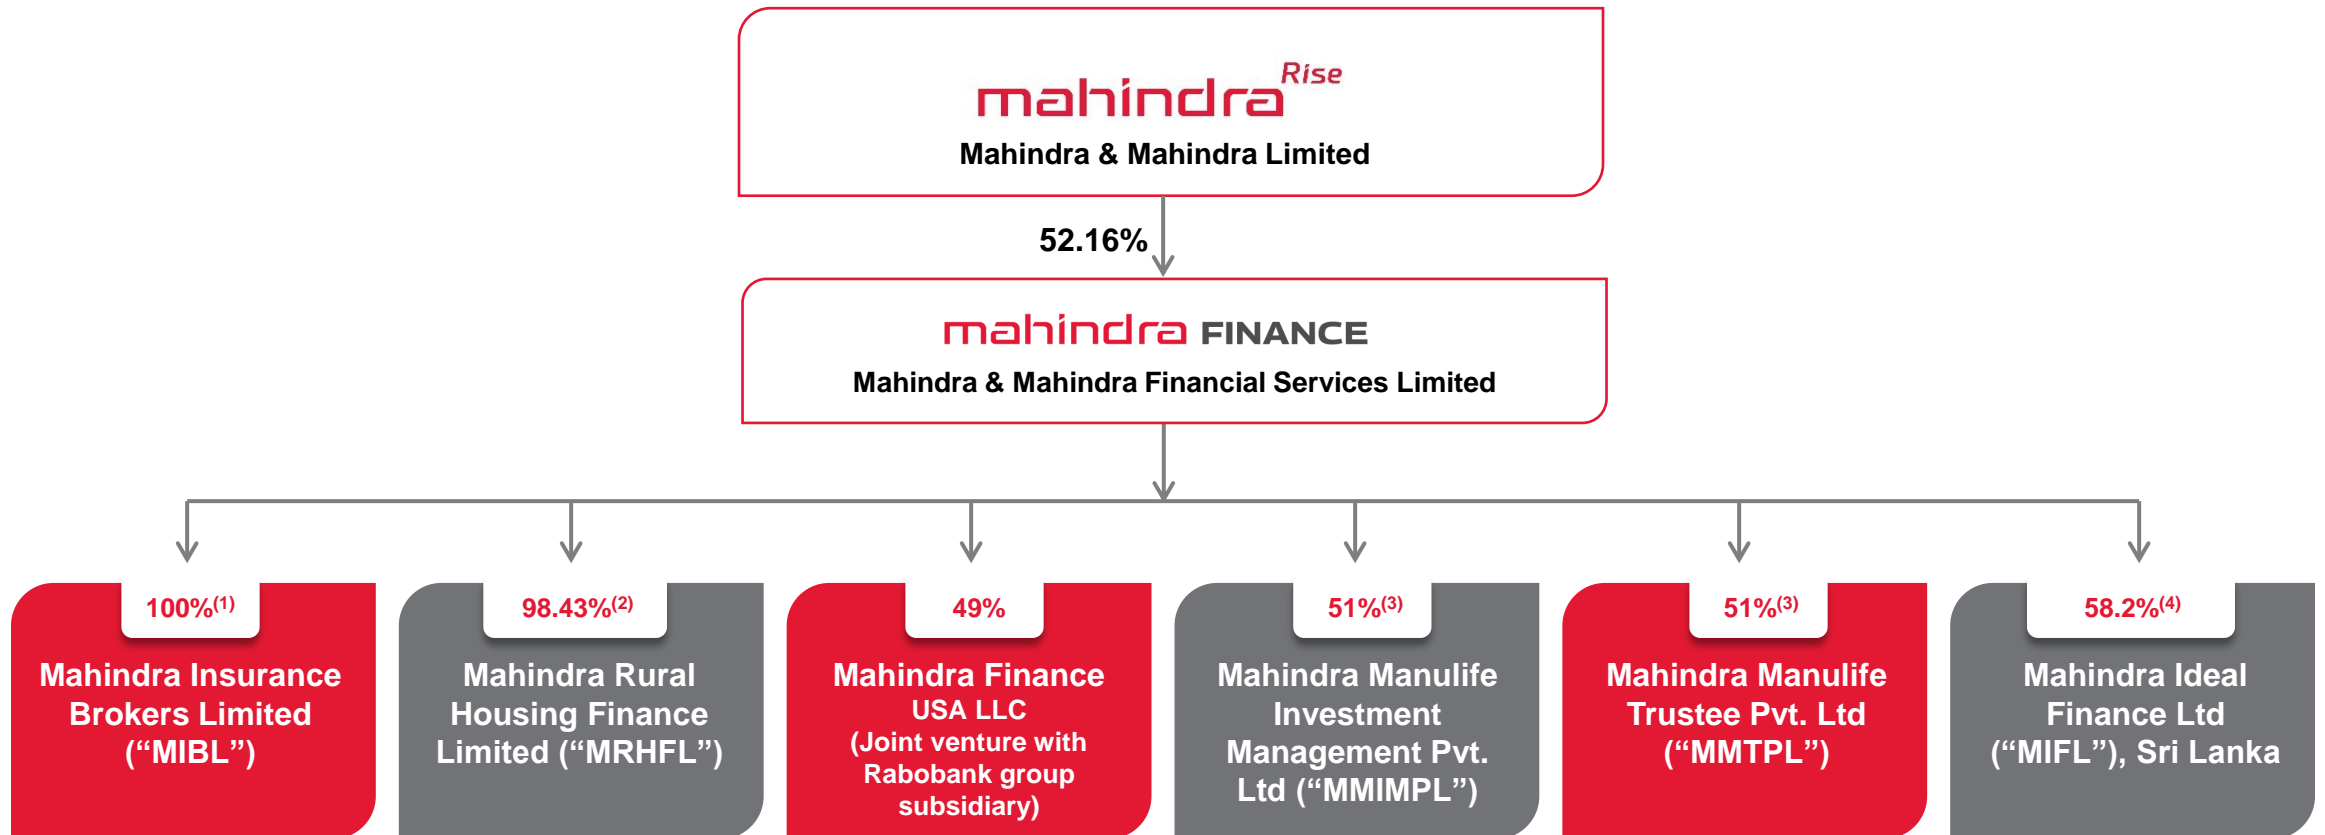 mahindra Rise
Mahindra & Mahindra Limited
52.16%
mahindra FINANCE
Mahindra & Mahindra Financial Services Limited
100%(1)
Mahindra Insurance
Brokers Limited
(“MIBL”)
98.43%(2)
Mahindra Rural
Housing Finance
Limited (“MRHFL”)
49%
Mahindra Finance
USA LLC
(Joint venture with
Rabobank group
subsidiary)
51%(3)
Mahindra Manulife
Investment
Management Pvt.
Ltd (“MMIMPL”)
51%(3)
Mahindra Manulife
Trustee Pvt. Ltd
(“MMTPL”)
58.2%(4)
Mahindra Ideal
Finance Ltd
(“MIFL”), Sri Lanka